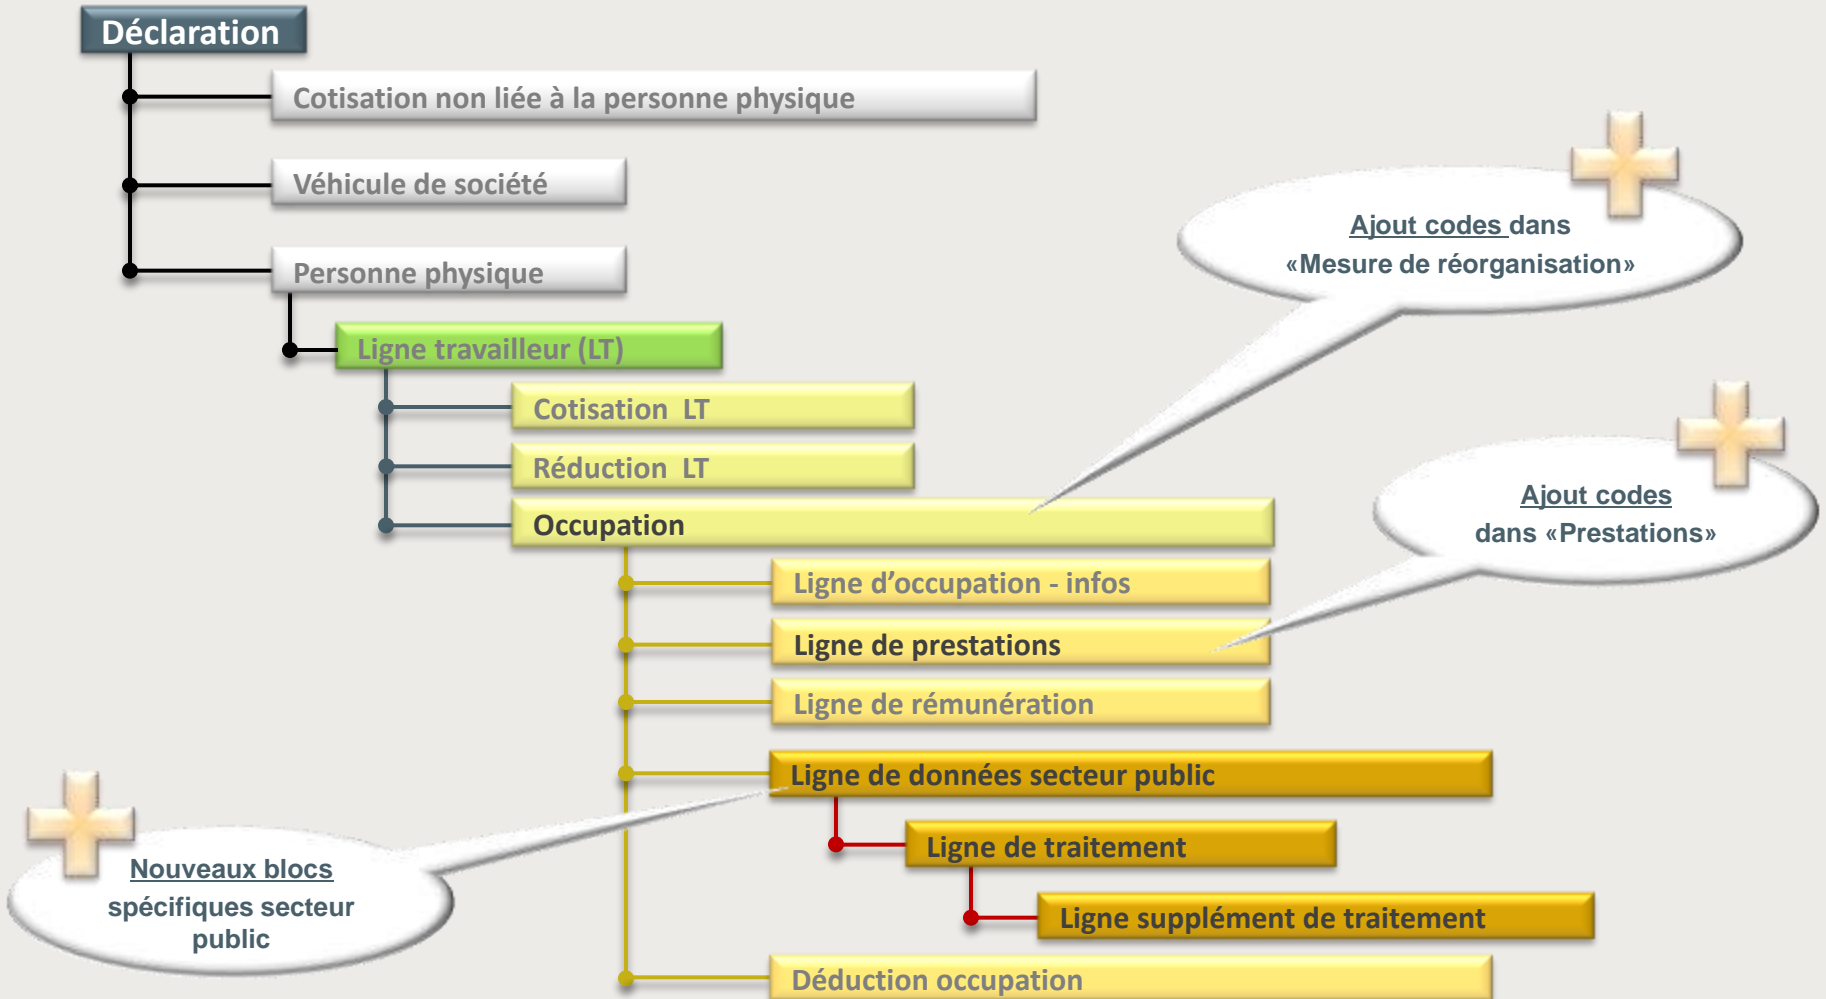 Déclaration
Cotisation non liée à la personne physique
Véhicule de société
Personne physique
Ligne travailleur (LT)
Cotisation LT
Réduction LT
Occupation
Ligne d'occupation - infos
Ligne de prestations
Ligne de rémunération
Ligne de données secteur public
Ligne de traitement
Ligne supplément de traitement
Déduction occupation
Ajout codes dans
«Mesure de réorganisation»
Ajout codes
dans «Prestations»
Nouveaux blocs
spécifiques secteur
public